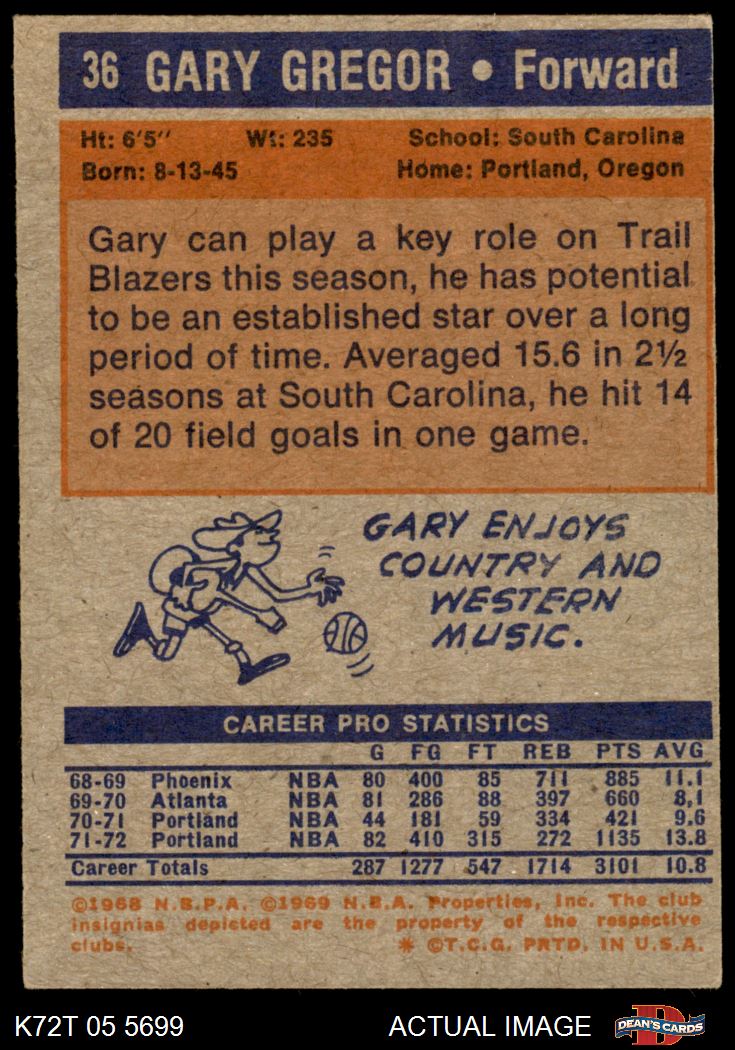 36 GARY GREGOR • Forward
Ht: 6'5" Wt: 235 School: South Carolina
Born: 8-13-45 Home: Portland, Oregon
Gary can play a key role on Trail
Blazers this season, he has potential
to be an established star over a long
period of time. Averaged 15.6 in 2½
seasons at South Carolina, he hit 14
of 20 field goals in one game.
GARY ENJOYS
COUNTRY AND
WESTERN
MUSIC.
CAREER PRO STATISTICS
G FG FT REB PTS AVG
68-69 Phoenix NBA 80 400 85 711 885 11.1
69-70 Atlanta NBA 81 286 88 397 660 8,1
70-71 Portland NBA 44 181 59 334 421 9.6
71-72 Portland NBA 82 410 315 272 1135 13.8
Career Totals 287 1277 547 1714 3101 10.8
©1968 N.B.P.A. ©1969 N.B.A. Properties, Inc. The club
insignias depicted are the property of the respective
clubs. * ©T.C.G. PRTD. IN U.S.A.
K72T 05 5699 ACTUAL IMAGE DEAN'S CARDS